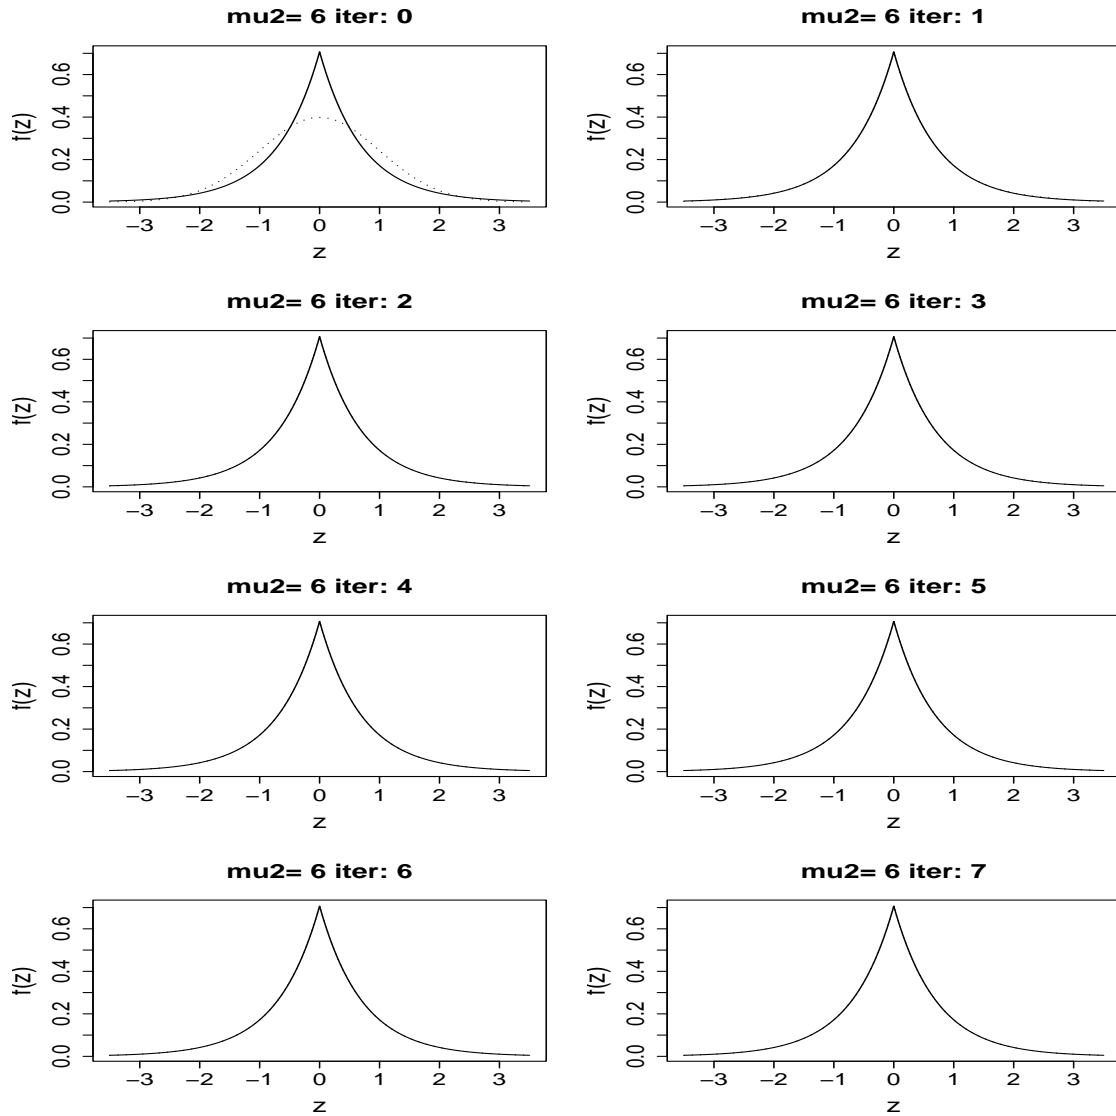 mu2= 6 iter: 0
f(z)
0.0 0.2 0.4 0.6
−3 −2 −1 0 1 2 3
z
mu2= 6 iter: 1
f(z)
0.0 0.2 0.4 0.6
−3 −2 −1 0 1 2 3
z
mu2= 6 iter: 2
f(z)
0.0 0.2 0.4 0.6
−3 −2 −1 0 1 2 3
z
mu2= 6 iter: 3
f(z)
0.0 0.2 0.4 0.6
−3 −2 −1 0 1 2 3
z
mu2= 6 iter: 4
f(z)
0.0 0.2 0.4 0.6
−3 −2 −1 0 1 2 3
z
mu2= 6 iter: 5
f(z)
0.0 0.2 0.4 0.6
−3 −2 −1 0 1 2 3
z
mu2= 6 iter: 6
f(z)
0.0 0.2 0.4 0.6
−3 −2 −1 0 1 2 3
z
mu2= 6 iter: 7
f(z)
0.0 0.2 0.4 0.6
−3 −2 −1 0 1 2 3
z